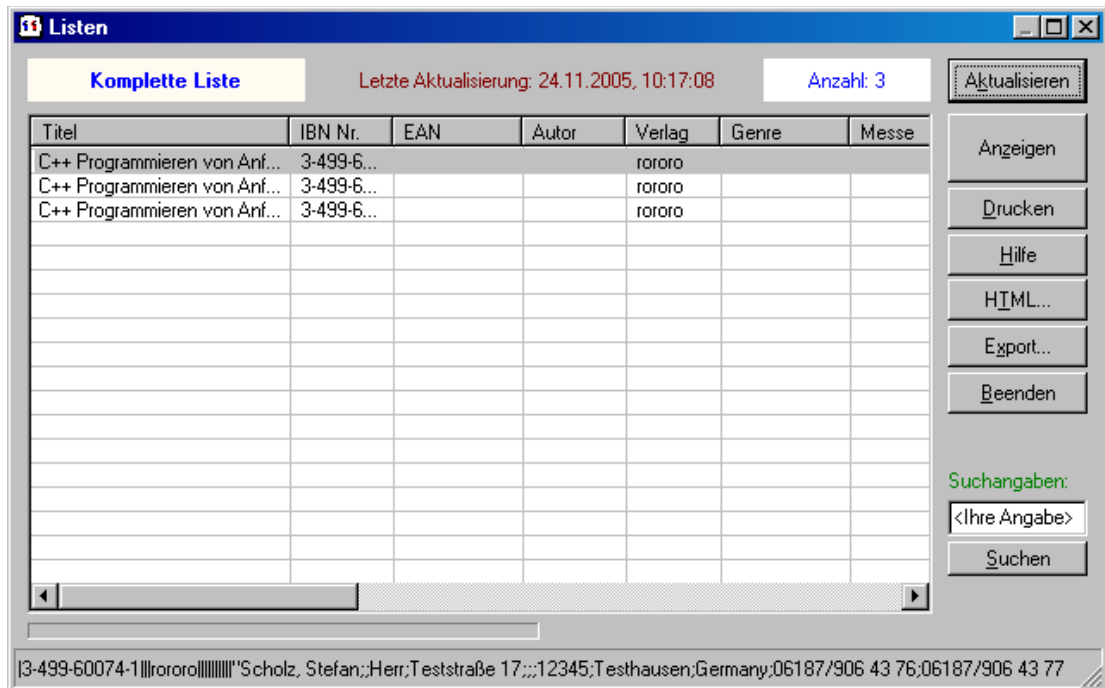 Listen
Komplette Liste
Letzte Aktualisierung: 24.11.2005, 10:17:08
Anzahl: 3
Aktualisieren
Titel IBN Nr. EAN Autor Verlag Genre Messe
C++ Programmieren von Anf... 3-499-6... rororo
C++ Programmieren von Anf... 3-499-6... rororo
C++ Programmieren von Anf... 3-499-6... rororo
Anzeigen
Drucken
Hilfe
HTML...
Export...
Beenden
Suchangaben:
<Ihre Angabe>
Suchen
|3-499-60074-1|||rororo||||||||||"Scholz, Stefan;;Herr;Teststraße 17;;;12345;Testhausen;Germany;06187/906 43 76;06187/906 43 77